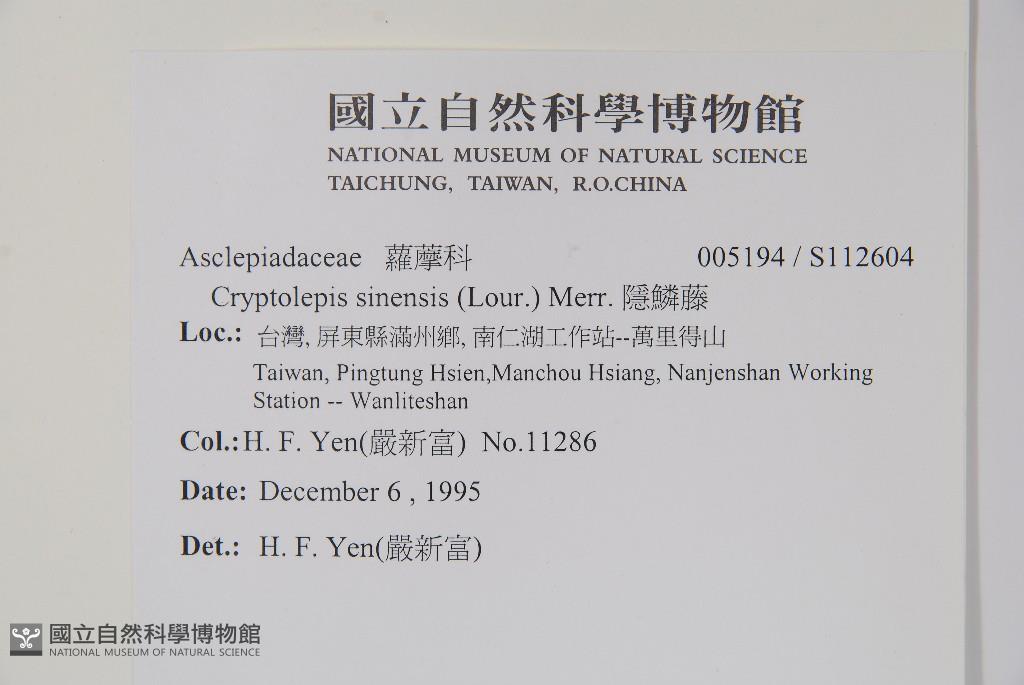 國立自然科學博物館
NATIONAL MUSEUM OF NATURAL SCIENCE
TAICHUNG, TAIWAN, R.O.CHINA
Asclepiadaceae 蘿藦科 005194 / S112604
Cryptolepis sinensis (Lour.) Merr. 隱鱗藤
Loc.: 台灣, 屏東縣滿州鄉, 南仁湖工作站--萬里得山
Taiwan, Pingtung Hsien,Manchou Hsiang, Nanjenshan Working
Station -- Wanliteshan
Col.:H. F. Yen(嚴新富) No.11286
Date: December 6 , 1995
Det.: H. F. Yen(嚴新富)
國立自然科學博物館
NATIONAL MUSEUM OF NATURAL SCIENCE